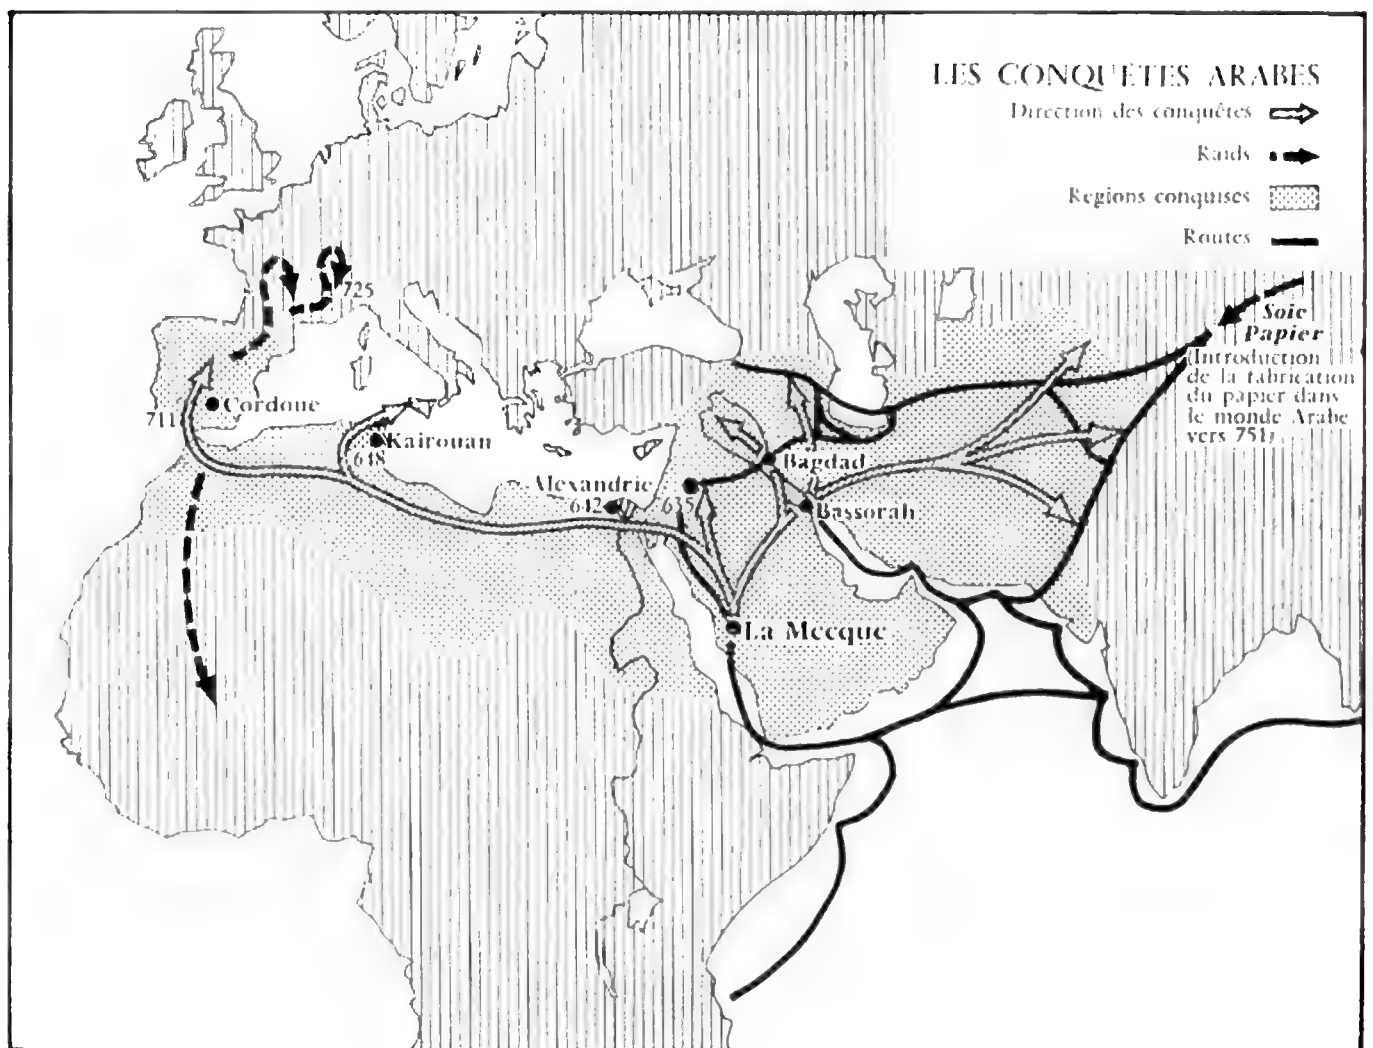 LES CONQUÊTES ARABES
Direction des conquêtes
Raids
Régions conquises
Routes
725
Soie
Papier
(Introduction
de la fabrication
du papier dans
le monde Arabe
vers 751)
711
Cordoue
Kairouan
648
Bagdad
Alexandrie
642
635
Bassorah
La Mecque